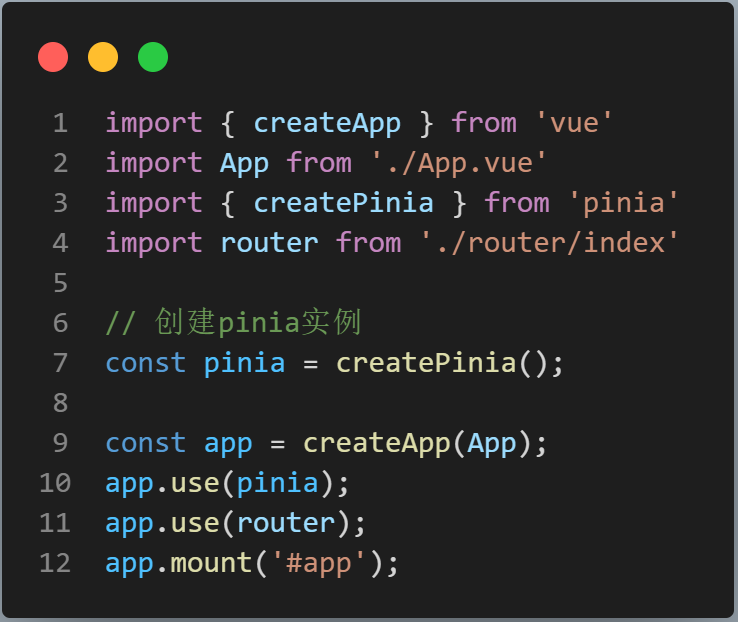 1 import { createApp } from 'vue'
2 import App from './App.vue'
3 import { createPinia } from 'pinia'
4 import router from './router/index'
5
6 // 创建pinia实例
7 const pinia = createPinia();
8
9 const app = createApp(App);
10 app.use(pinia);
11 app.use(router);
12 app.mount('#app');